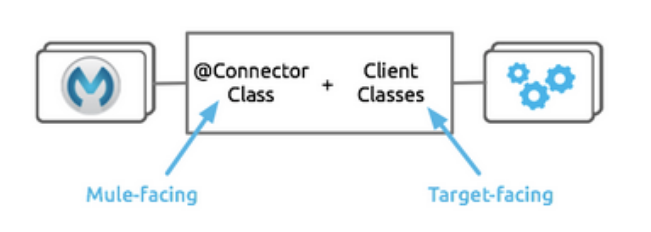 @Connector
Class
+
Client
Classes
Mule-facing
Target-facing